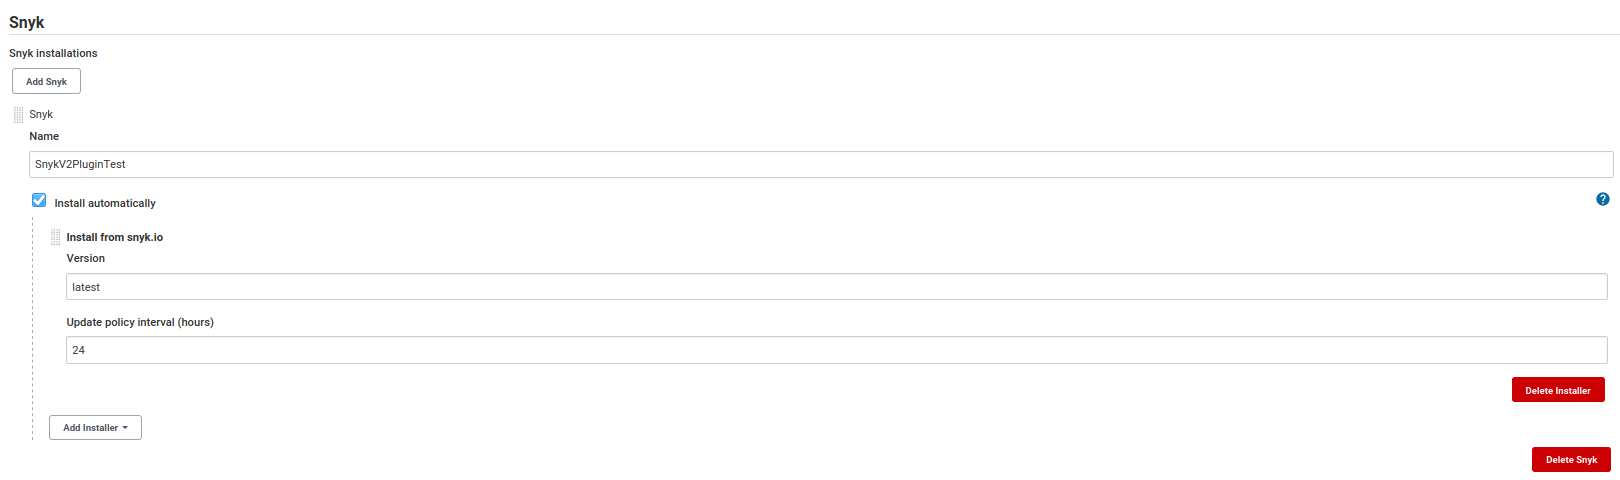 Snyk
Snyk installations
Add Snyk
Snyk
Name
SnykV2PluginTest
Install automatically
?
Install from snyk.io
Version
latest
Update policy interval (hours)
24
Delete Installer
Add Installer
Delete Snyk